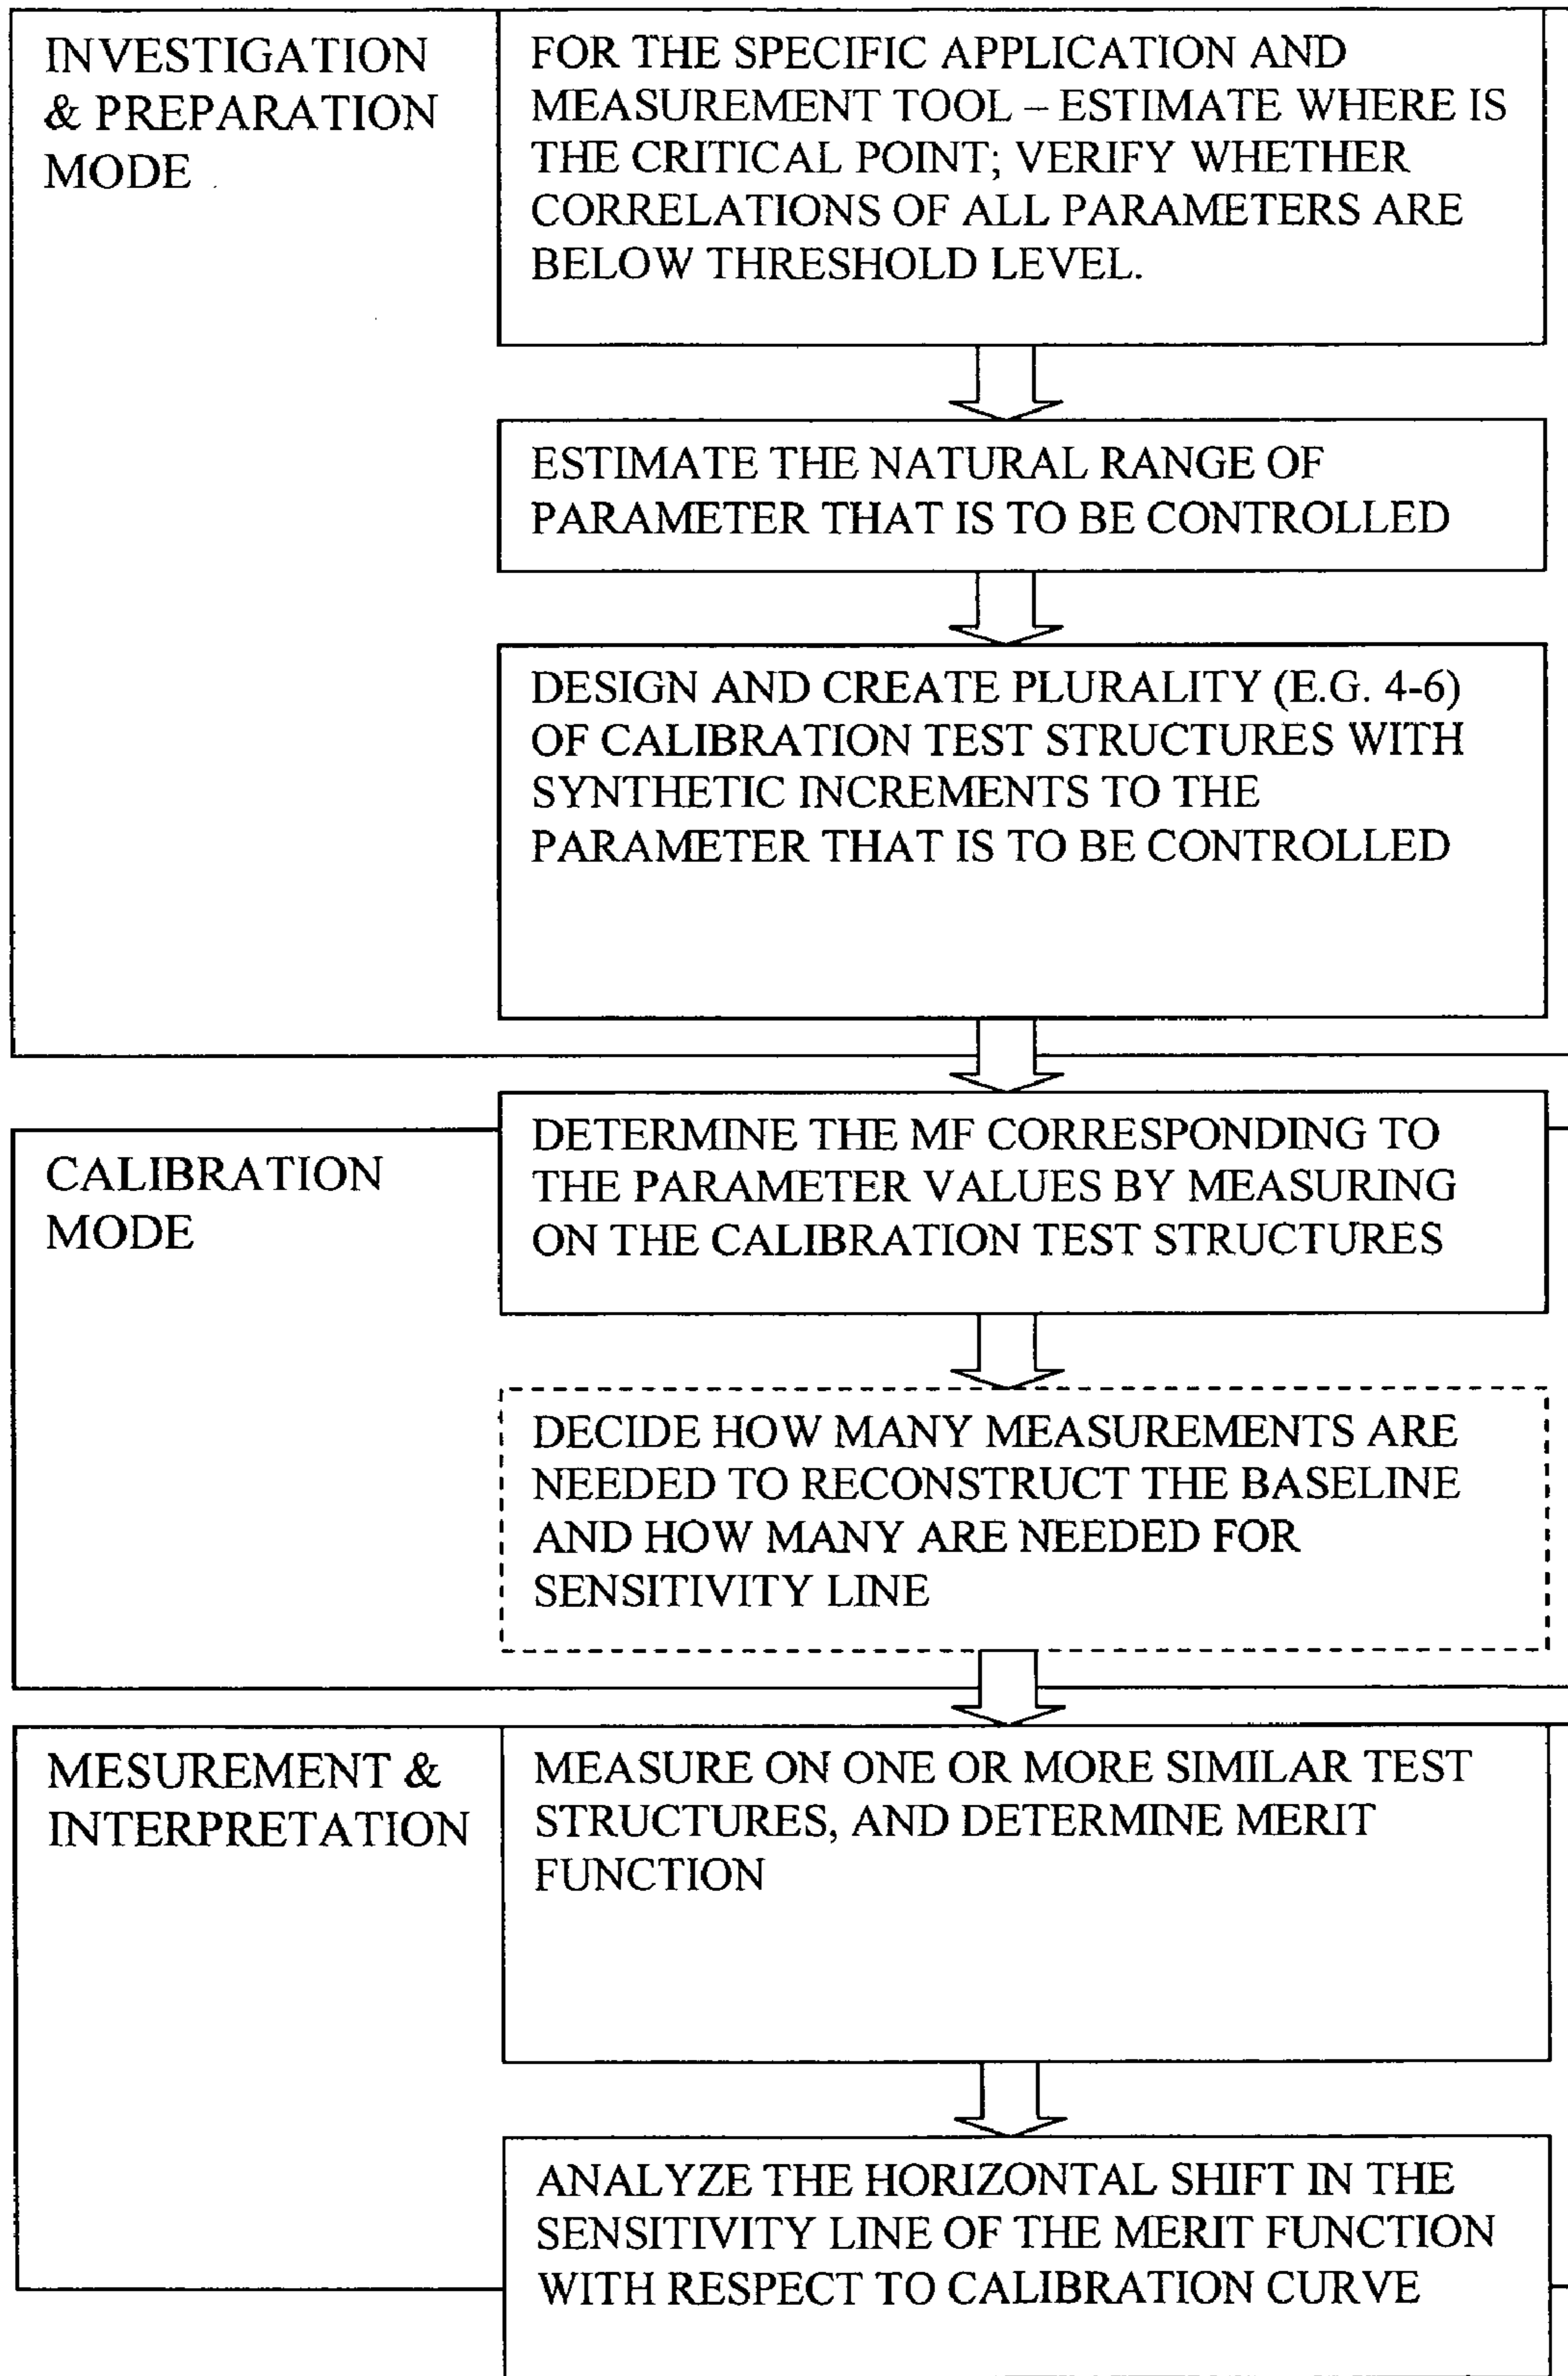 INVESTIGATION
& PREPARATION
MODE
FOR THE SPECIFIC APPLICATION AND
MEASUREMENT TOOL – ESTIMATE WHERE IS
THE CRITICAL POINT; VERIFY WHETHER
CORRELATIONS OF ALL PARAMETERS ARE
BELOW THRESHOLD LEVEL.
ESTIMATE THE NATURAL RANGE OF
PARAMETER THAT IS TO BE CONTROLLED
DESIGN AND CREATE PLURALITY (E.G. 4-6)
OF CALIBRATION TEST STRUCTURES WITH
SYNTHETIC INCREMENTS TO THE
PARAMETER THAT IS TO BE CONTROLLED
CALIBRATION
MODE
DETERMINE THE MF CORRESPONDING TO
THE PARAMETER VALUES BY MEASURING
ON THE CALIBRATION TEST STRUCTURES
DECIDE HOW MANY MEASUREMENTS ARE
NEEDED TO RECONSTRUCT THE BASELINE
AND HOW MANY ARE NEEDED FOR
SENSITIVITY LINE
MESUREMENT &
INTERPRETATION
MEASURE ON ONE OR MORE SIMILAR TEST
STRUCTURES, AND DETERMINE MERIT
FUNCTION
ANALYZE THE HORIZONTAL SHIFT IN THE
SENSITIVITY LINE OF THE MERIT FUNCTION
WITH RESPECT TO CALIBRATION CURVE